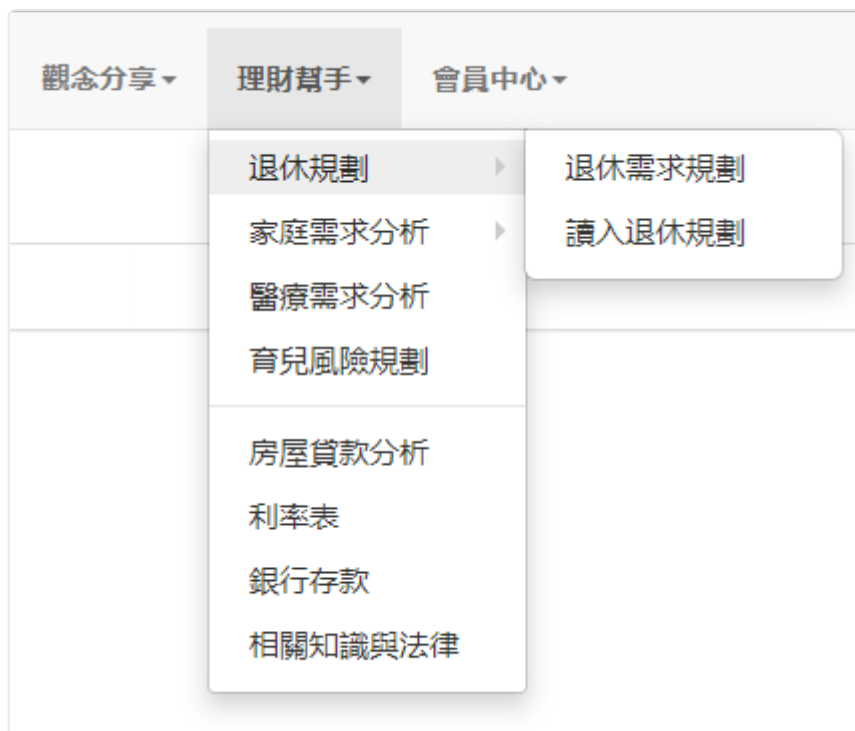 觀念分享
理財幫手
會員中心
退休規劃
家庭需求分析
醫療需求分析
育兒風險規劃
房屋貸款分析
利率表
銀行存款
相關知識與法律
退休需求規劃
讀入退休規劃